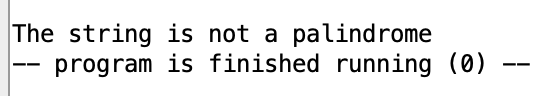 The string is not a palindrome
-- program is finished running (0) --